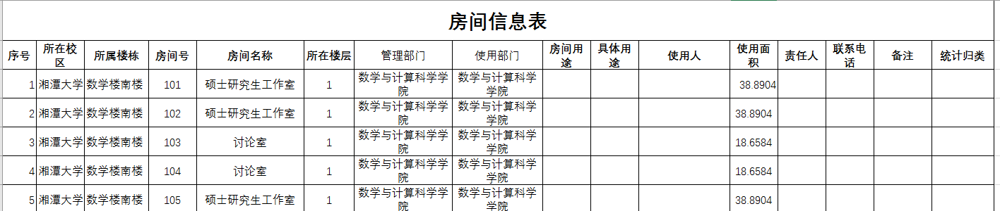 房间信息表
序号 所在校区 所属楼栋 房间号 房间名称 所在楼层 管理部门 使用部门 房间用途 具体用途 使用人 使用面积 责任人 联系电话 备注 统计归类
1 湘潭大学 数学楼南楼 101 硕士研究生工作室 1 数学与计算科学学院 数学与计算科学学院 38.8904
2 湘潭大学 数学楼南楼 102 硕士研究生工作室 1 数学与计算科学学院 数学与计算科学学院 38.8904
3 湘潭大学 数学楼南楼 103 讨论室 1 数学与计算科学学院 数学与计算科学学院 18.6584
4 湘潭大学 数学楼南楼 104 讨论室 1 数学与计算科学学院 数学与计算科学学院 18.6584
5 湘潭大学 数学楼南楼 105 硕士研究生工作室 1 数学与计算科学学院 数学与计算科学学院 38.8904